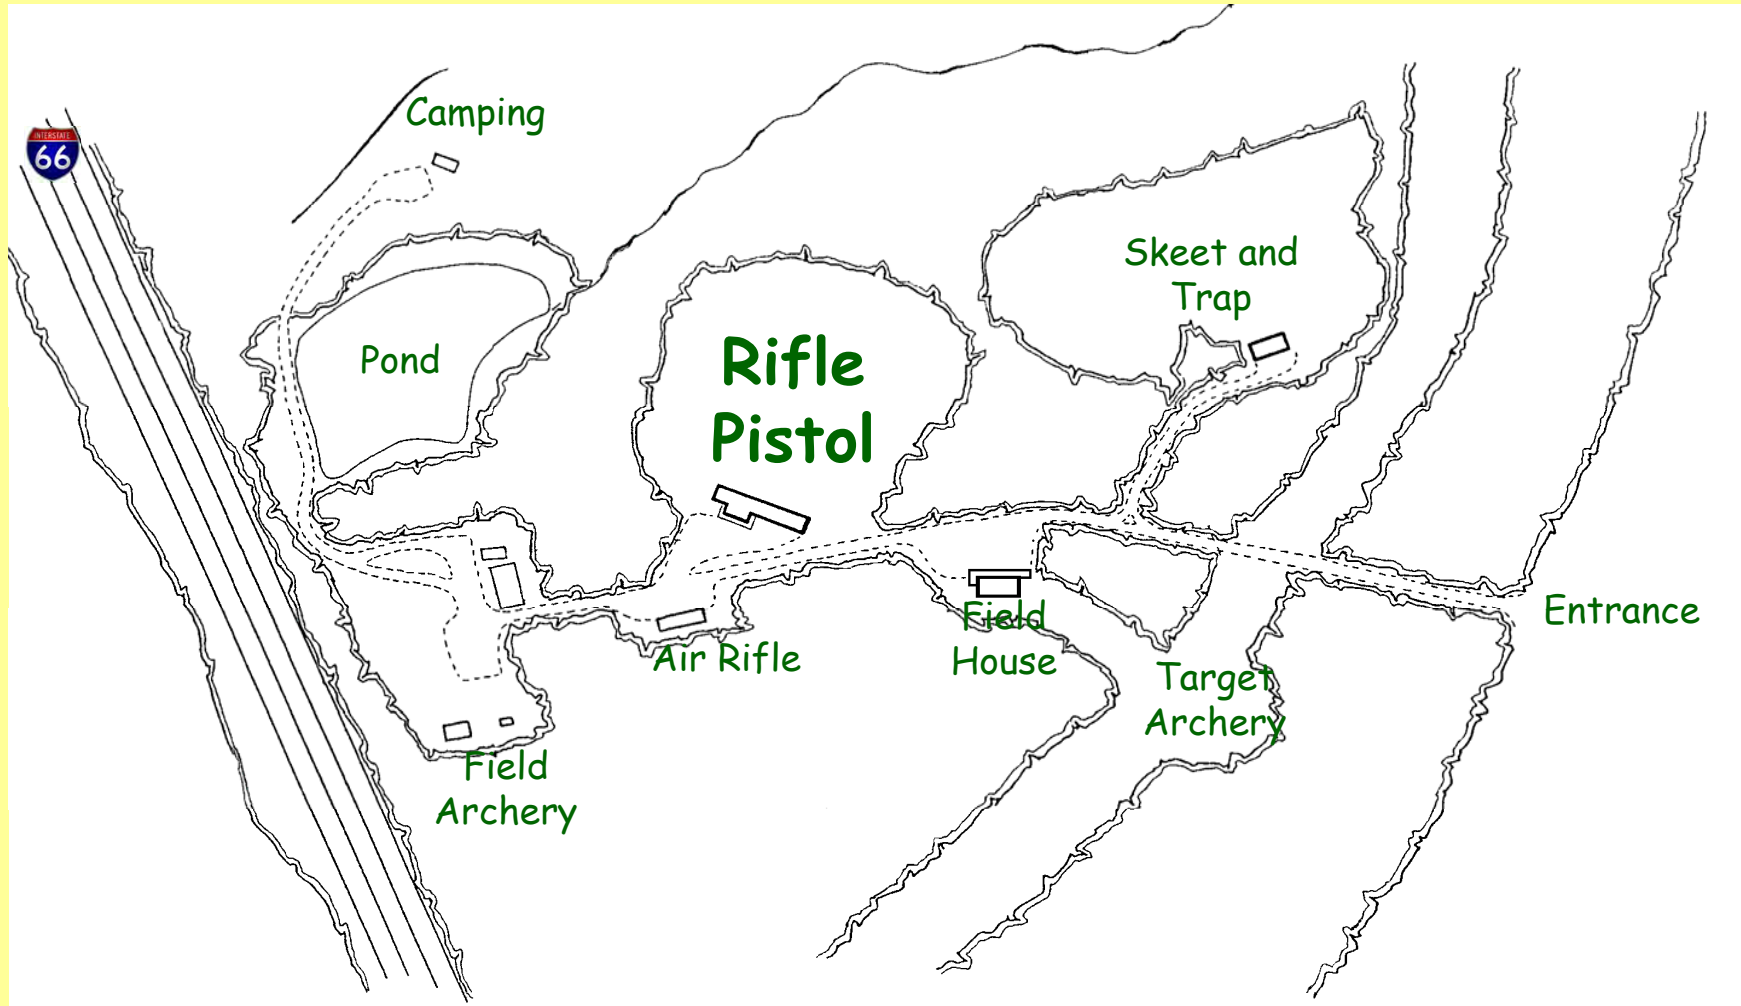 Camping
INTERSTATE
66
Skeet and
Trap
Pond
Rifle
Pistol
Entrance
Field
House
Air Rifle
Target
Archery
Field
Archery